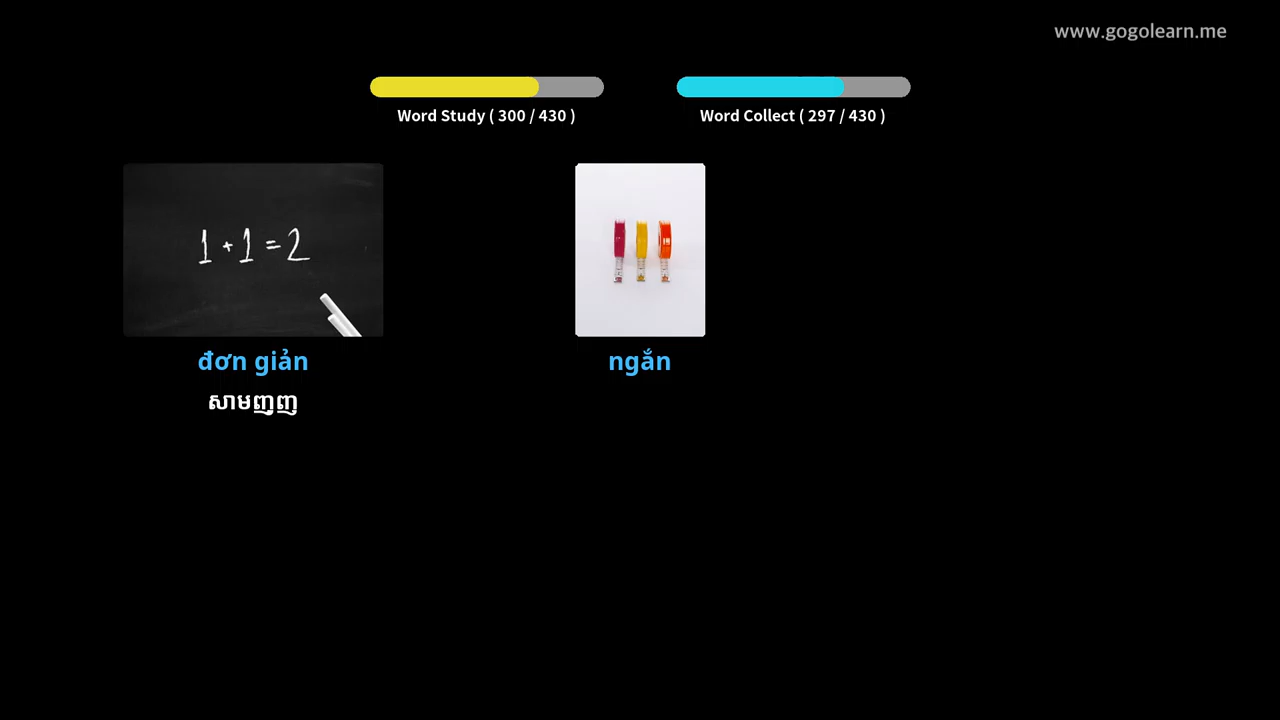 www.gogolearn.me
Word Study ( 300 / 430 )
Word Collect ( 297 / 430 )
1 + 1 = 2
đơn giản
ngắn
សាមញ្ញ